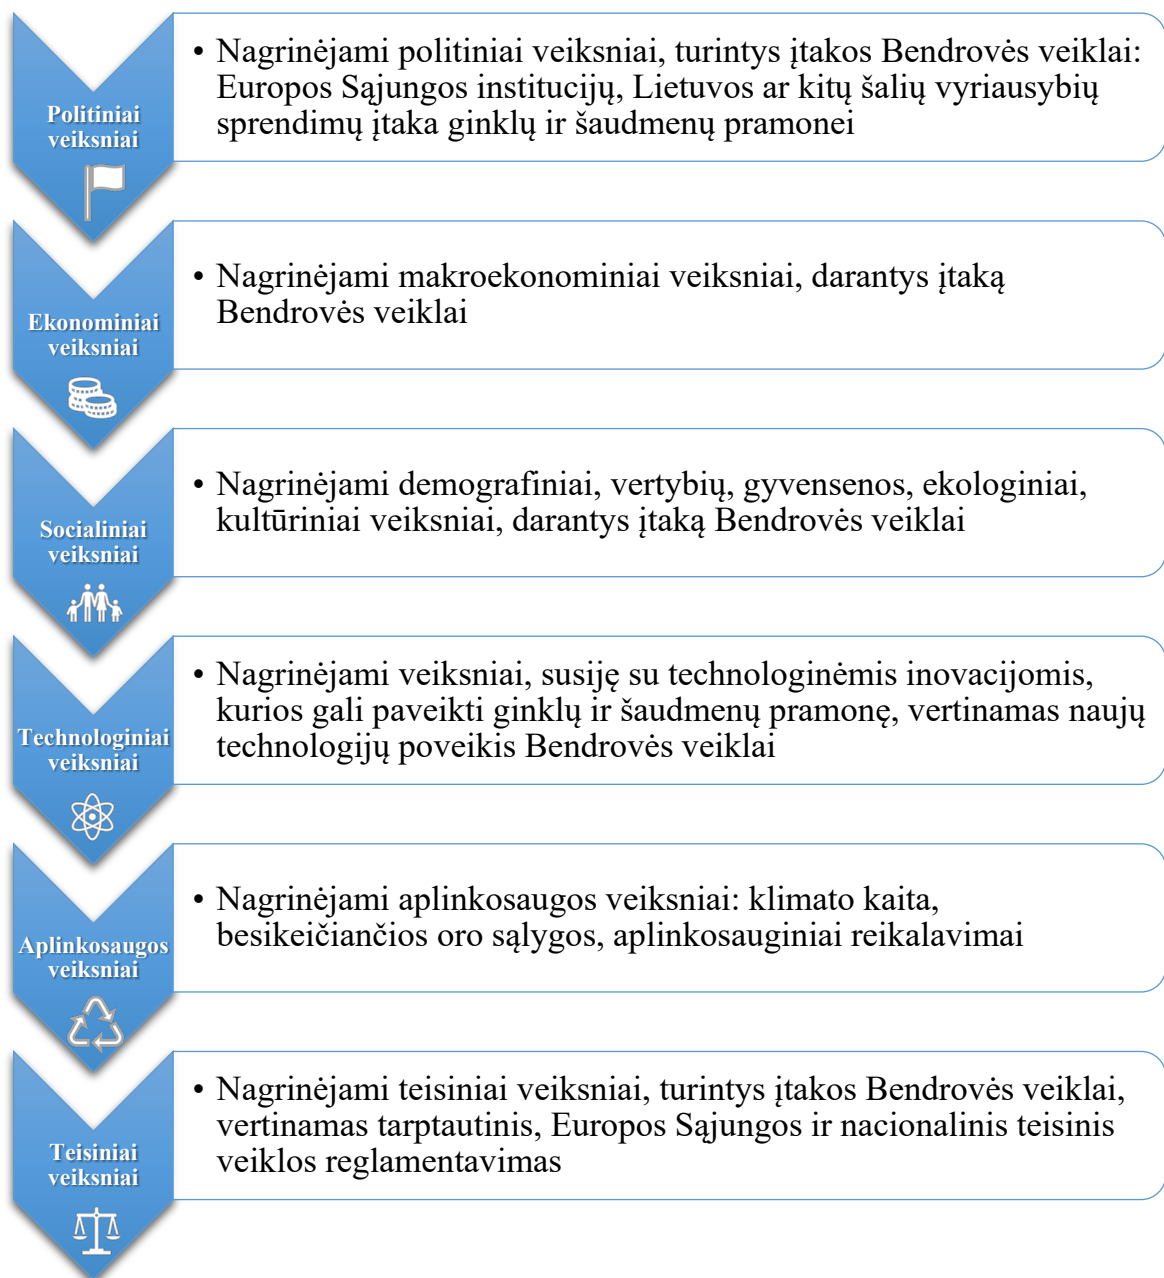 Politiniai
veiksniai
• Nagrinėjami politiniai veiksniai, turintys įtakos Bendrovės veiklai:
Europos Sąjungos institucijų, Lietuvos ar kitų šalių vyriausybių
sprendimų įtaka ginklų ir šaudmenų pramonei
Ekonominiai
veiksniai
• Nagrinėjami makroekonominiai veiksniai, darantys įtaką
Bendrovės veiklai
Socialiniai
veiksniai
• Nagrinėjami demografiniai, vertybių, gyvensenos, ekologiniai,
kultūriniai veiksniai, darantys įtaką Bendrovės veiklai
Technologiniai
veiksniai
• Nagrinėjami veiksniai, susiję su technologinėmis inovacijomis,
kurios gali paveikti ginklų ir šaudmenų pramonę, vertinamas naujų
technologijų poveikis Bendrovės veiklai
Aplinkosaugos
veiksniai
• Nagrinėjami aplinkosaugos veiksniai: klimato kaita,
besikeičiančios oro sąlygos, aplinkosauginiai reikalavimai
Teisiniai
veiksniai
• Nagrinėjami teisiniai veiksniai, turintys įtakos Bendrovės veiklai,
vertinamas tarptautinis, Europos Sąjungos ir nacionalinis teisinis
veiklos reglamentavimas